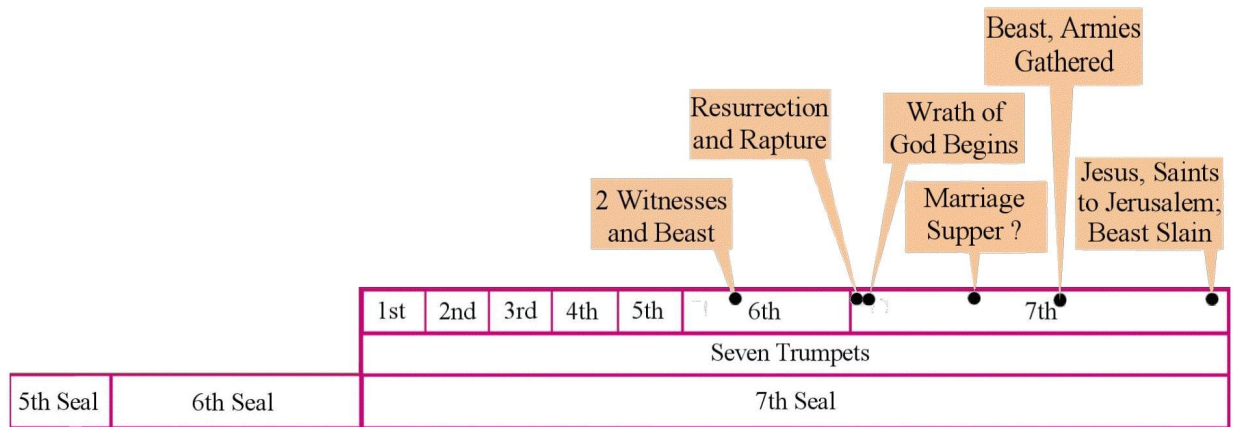 Beast, Armies
Gathered
Resurrection
and Rapture
Wrath of
God Begins
2 Witnesses
and Beast
Marriage
Supper ?
Jesus, Saints
to Jerusalem;
Beast Slain
1st 2nd 3rd 4th 5th 6th 7th
Seven Trumpets
5th Seal 6th Seal 7th Seal